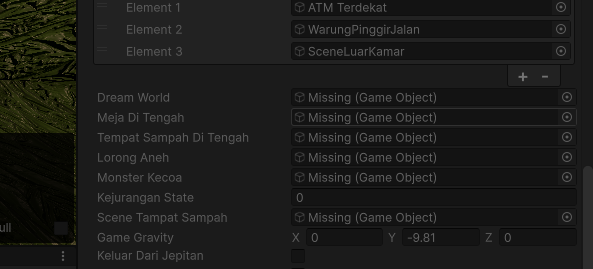 Element 1 ATM Terdekat
Element 2 WarungPinggirJalan
Element 3 SceneLuarKamar
+ -
Dream World Missing (Game Object)
Meja Di Tengah Missing (Game Object)
Tempat Sampah Di Tengah Missing (Game Object)
Lorong Aneh Missing (Game Object)
Monster Kecoa Missing (Game Object)
Kejurangan State 0
Scene Tampat Sampah Missing (Game Object)
ull
Game Gravity X 0 Y -9.81 Z 0
Keluar Dari Jepitan